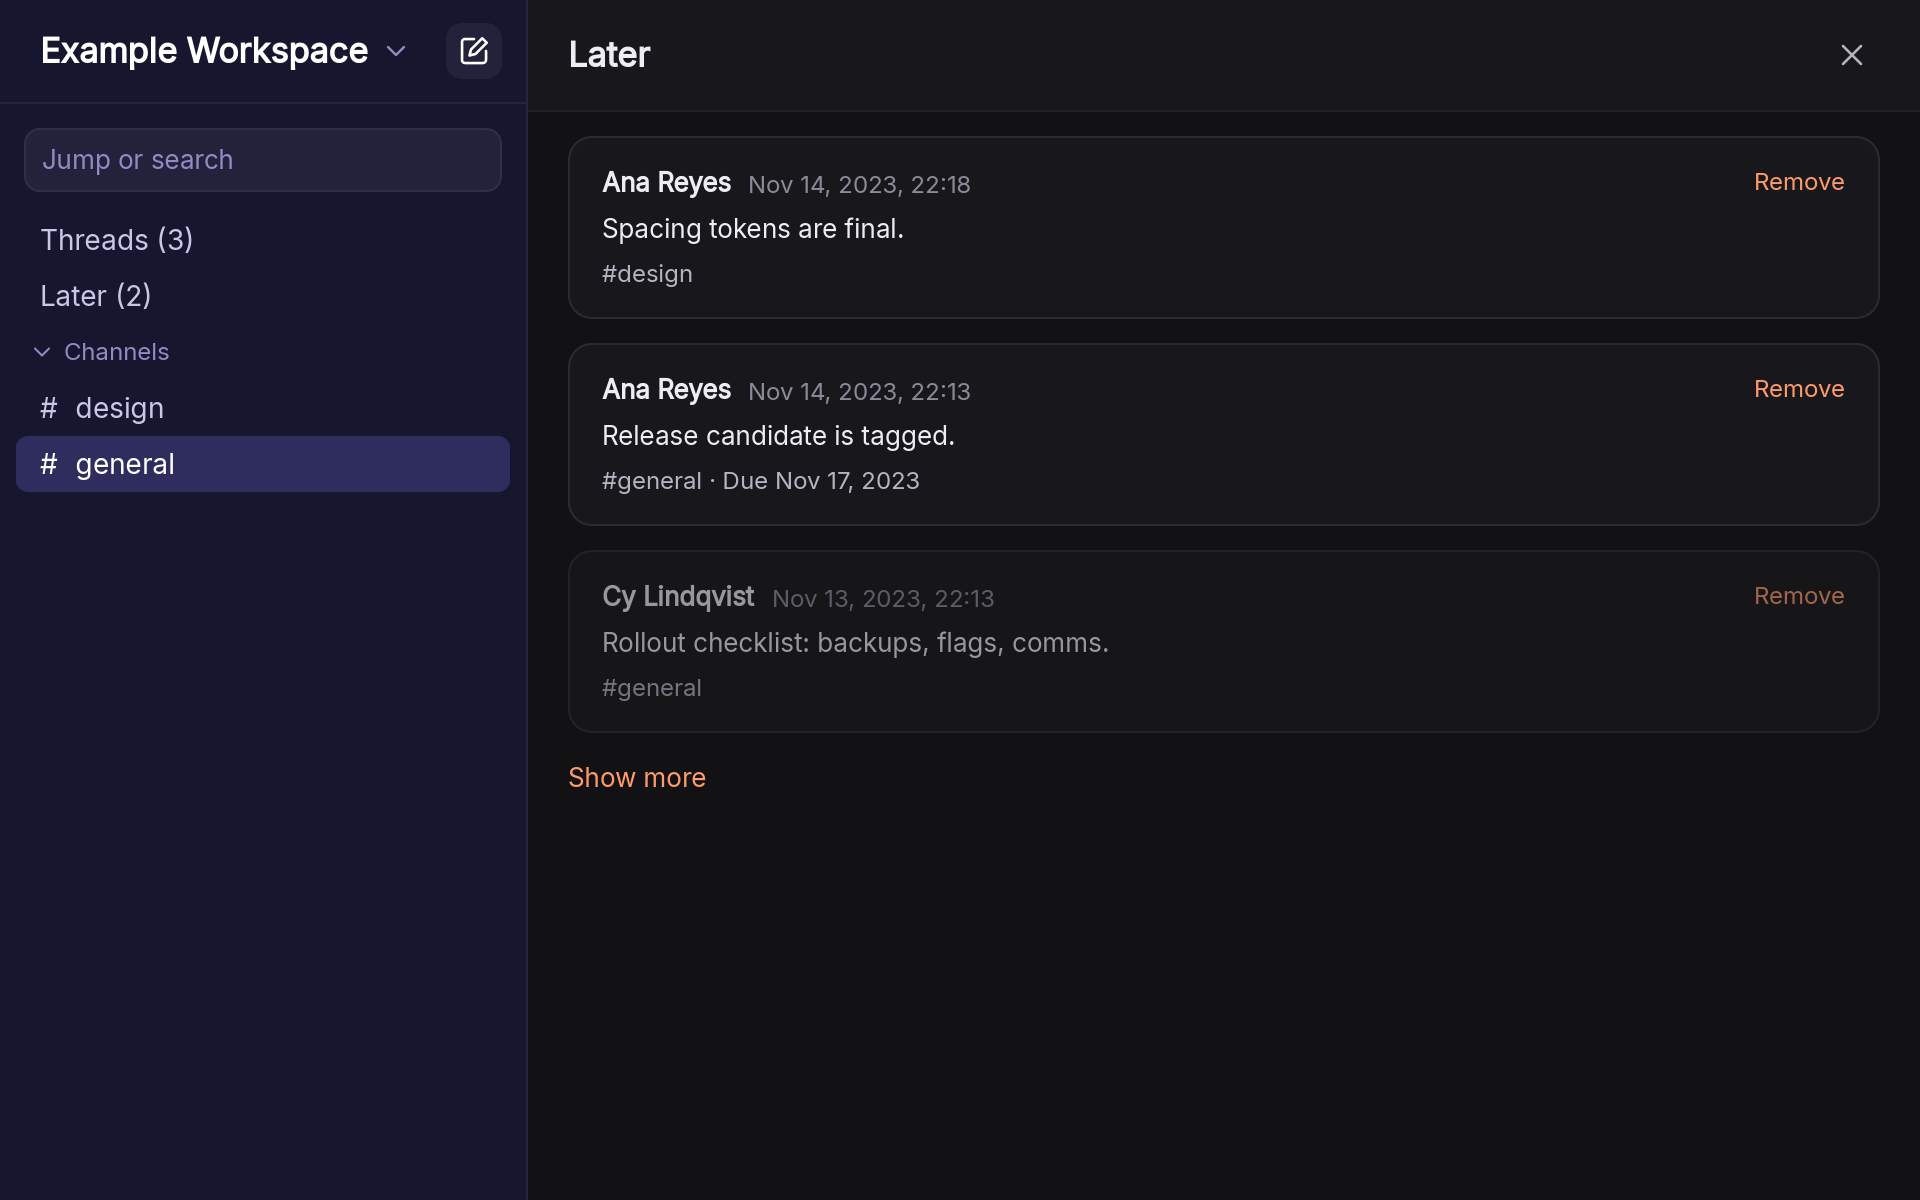 Example Workspace
Jump or search
Threads (3)
Later (2)
Channels
# design
# general
Later
Ana Reyes Nov 14, 2023, 22:18 Remove
Spacing tokens are final.
#design
Ana Reyes Nov 14, 2023, 22:13 Remove
Release candidate is tagged.
#general · Due Nov 17, 2023
Cy Lindqvist Nov 13, 2023, 22:13 Remove
Rollout checklist: backups, flags, comms.
#general
Show more